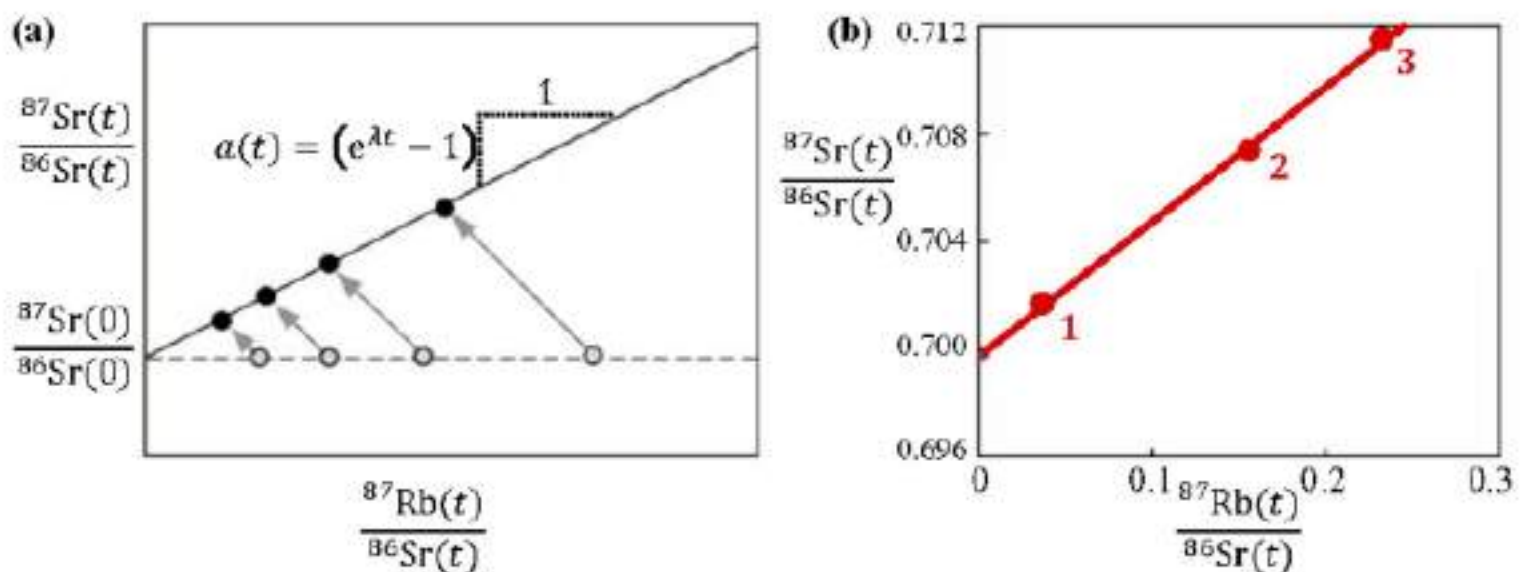 (a)
⁸⁷Sr(t)
⁸⁶Sr(t)
a(t) = (e^λt − 1)
1
⁸⁷Sr(0)
⁸⁶Sr(0)
⁸⁷Rb(t)
⁸⁶Sr(t)
(b)
0.712
3
⁸⁷Sr(t)
⁸⁶Sr(t)
0.708
2
0.704
0.700
1
0.696
0
0.1
0.2
0.3
⁸⁷Rb(t)
⁸⁶Sr(t)